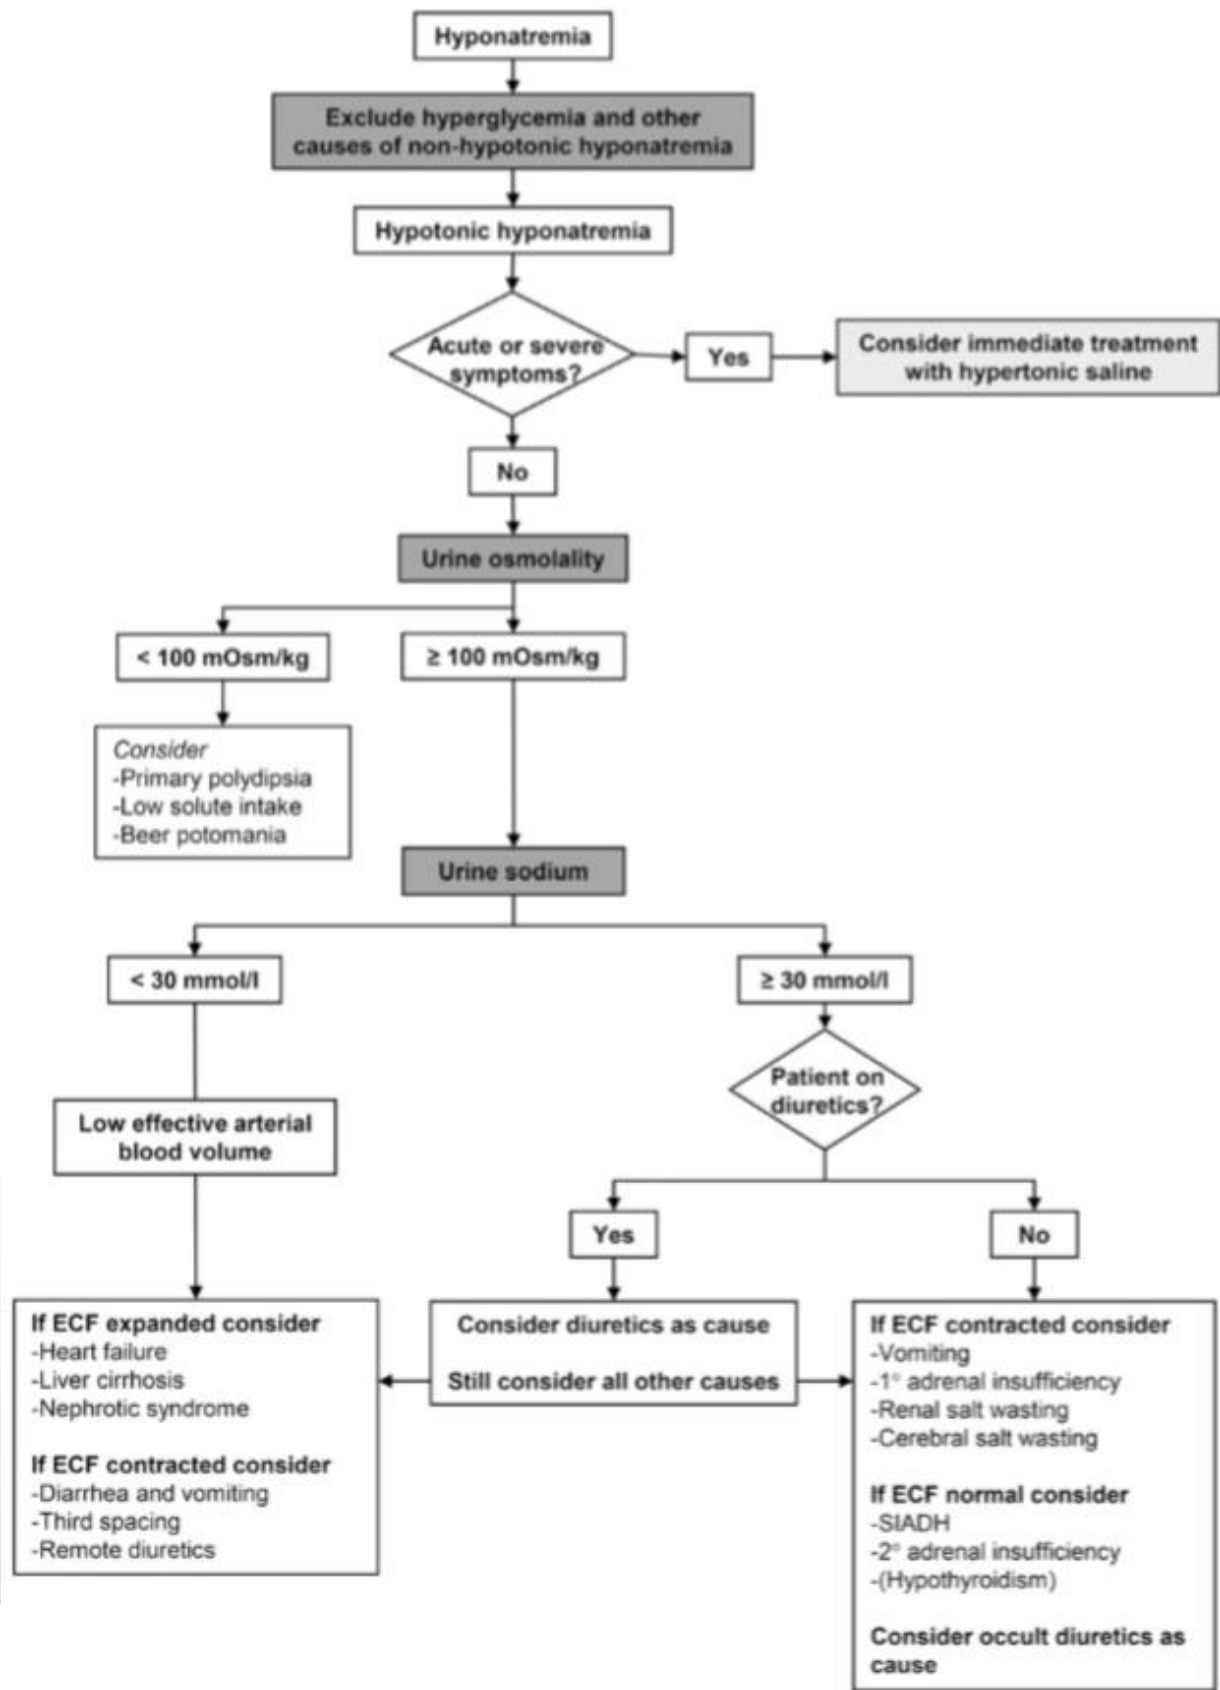 Hyponatremia
Exclude hyperglycemia and other
causes of non-hypotonic hyponatremia
Hypotonic hyponatremia
Acute or severe
symptoms?
Yes
Consider immediate treatment
with hypertonic saline
No
Urine osmolality
< 100 mOsm/kg
≥ 100 mOsm/kg
Consider
-Primary polydipsia
-Low solute intake
-Beer potomania
Urine sodium
< 30 mmol/l
≥ 30 mmol/l
Patient on
diuretics?
Low effective arterial
blood volume
Yes
No
If ECF expanded consider
-Heart failure
-Liver cirrhosis
-Nephrotic syndrome
If ECF contracted consider
-Diarrhea and vomiting
-Third spacing
-Remote diuretics
Consider diuretics as cause
Still consider all other causes
If ECF contracted consider
-Vomiting
-1° adrenal insufficiency
-Renal salt wasting
-Cerebral salt wasting
If ECF normal consider
-SIADH
-2° adrenal insufficiency
-(Hypothyroidism)
Consider occult diuretics as
cause